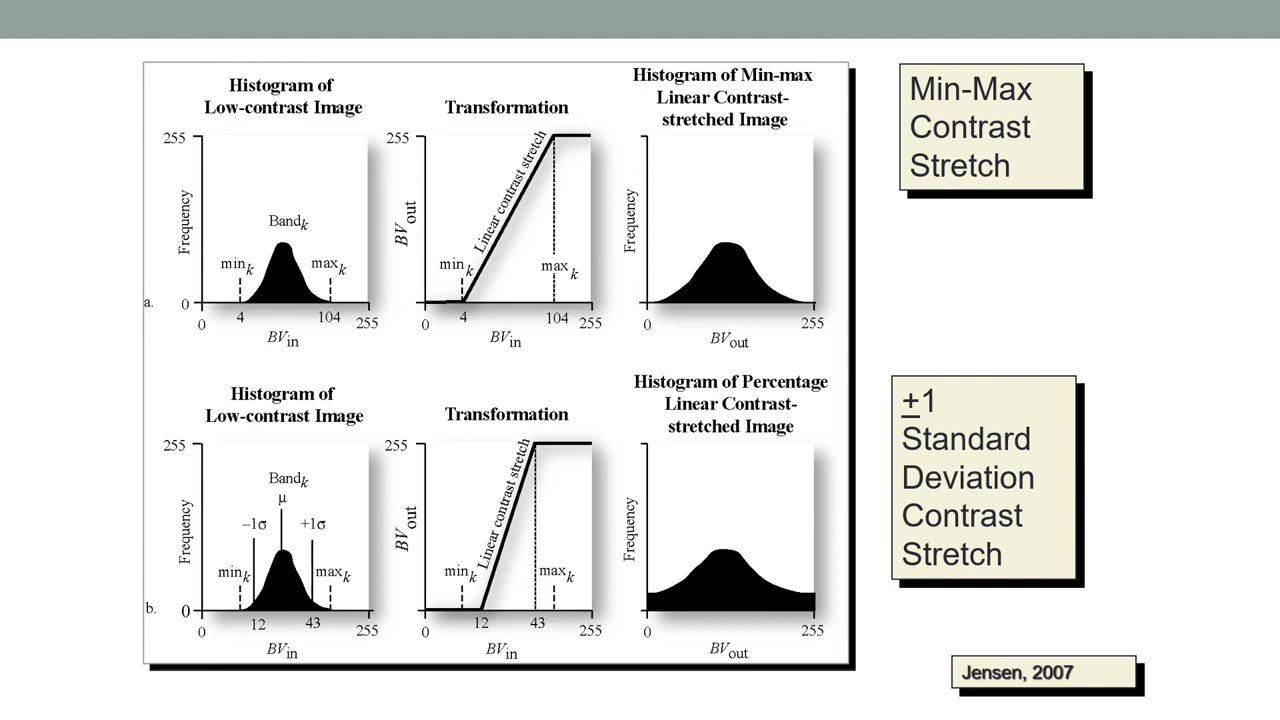 Histogram of
Low-contrast Image
255
Frequency
Band k
min k
max k
a.
0
0
4
104
255
BV in
Transformation
255
BV out
Linear contrast stretch
min k
max k
0
4
104
255
BV in
Histogram of Min-max
Linear Contrast-
stretched Image
Frequency
0
255
BV out
Min-Max
Contrast
Stretch
Histogram of
Low-contrast Image
255
Frequency
Band k
µ
–1σ
+1σ
min k
max k
b.
0
0
12
43
255
BV in
Transformation
255
BV out
Linear contrast stretch
min k
max k
0
12
43
255
BV in
Histogram of Percentage
Linear Contrast-
stretched Image
Frequency
0
255
BV out
+1
Standard
Deviation
Contrast
Stretch
Jensen, 2007